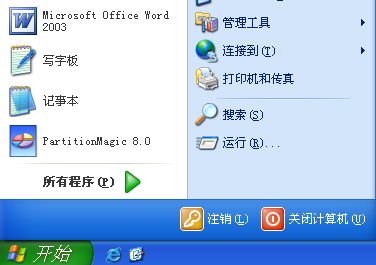 Microsoft Office Word
2003
写字板
记事本
PartitionMagic 8.0
所有程序(P)
管理工具
连接到(T)
打印机和传真
搜索(S)
运行(R)...
注销(L)
关闭计算机(U)
开始